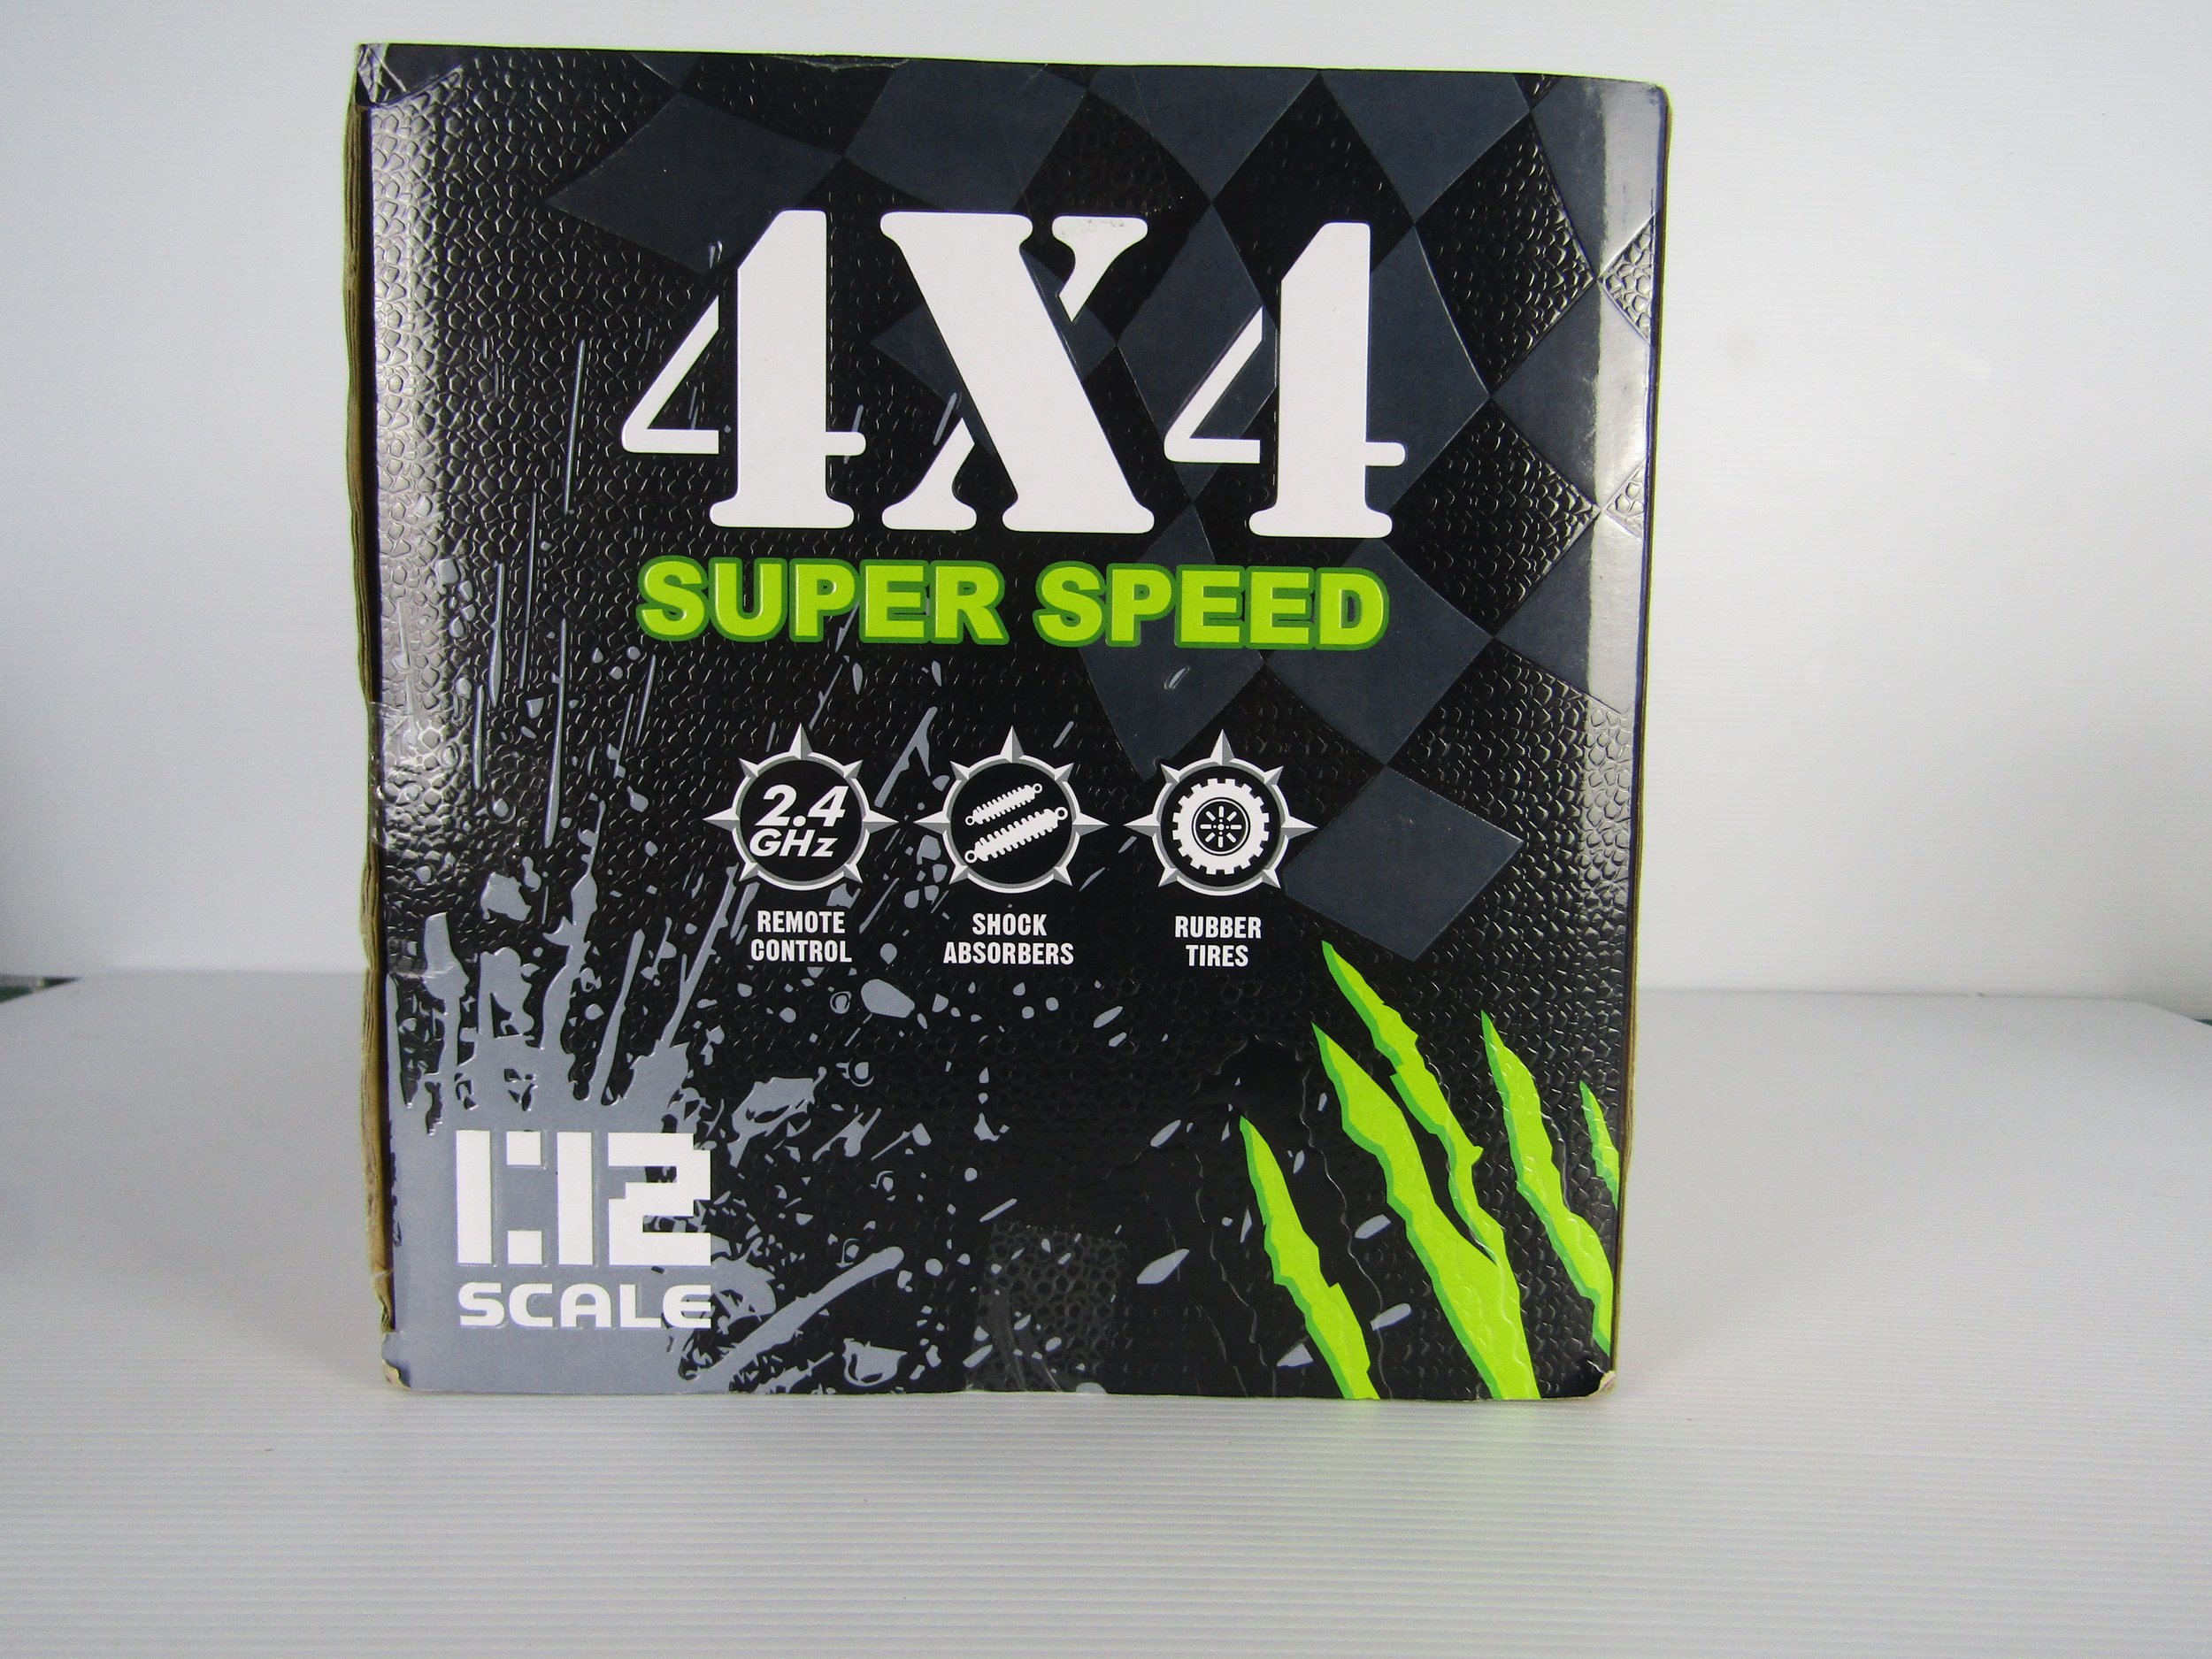 4X4
SUPER SPEED
2.4
GHz
REMOTE
CONTROL
SHOCK
ABSORBERS
RUBBER
TIRES
1:12
SCALE